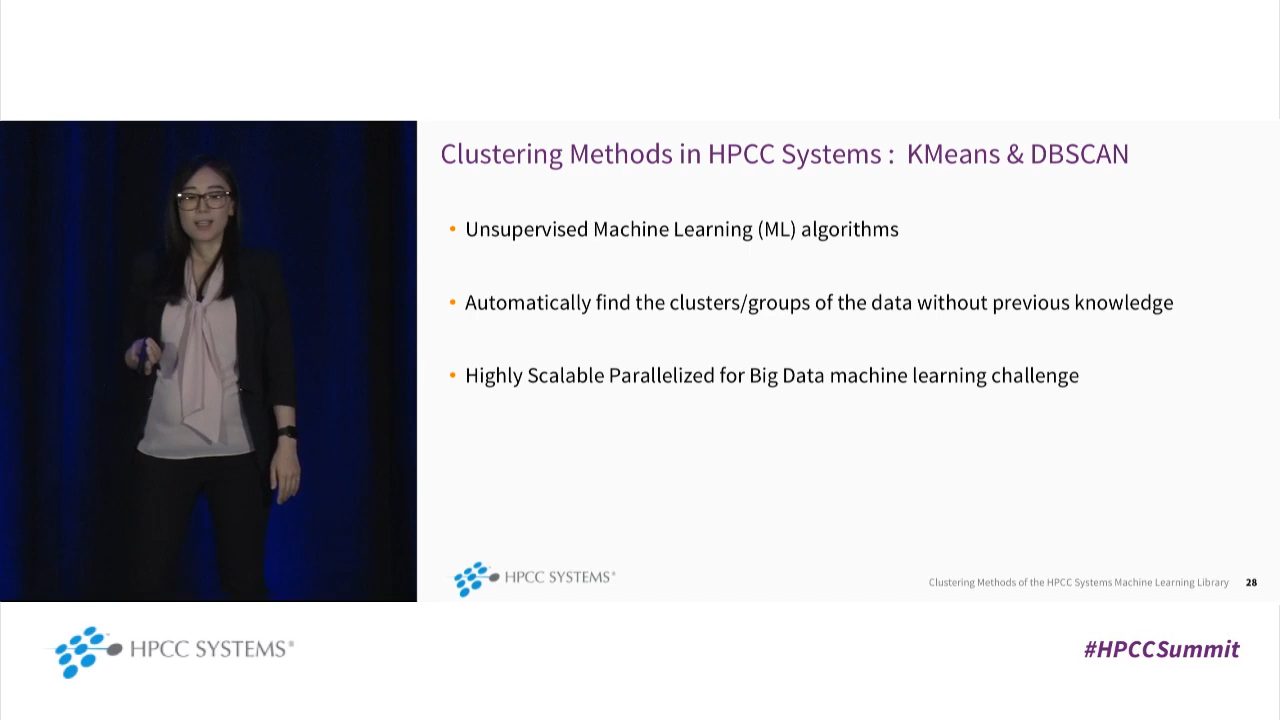 Clustering Methods in HPCC Systems : KMeans & DBSCAN
• Unsupervised Machine Learning (ML) algorithms
• Automatically find the clusters/groups of the data without previous knowledge
• Highly Scalable Parallelized for Big Data machine learning challenge
HPCC SYSTEMS®
Clustering Methods of the HPCC Systems Machine Learning Library 28
HPCC SYSTEMS®
#HPCCSummit